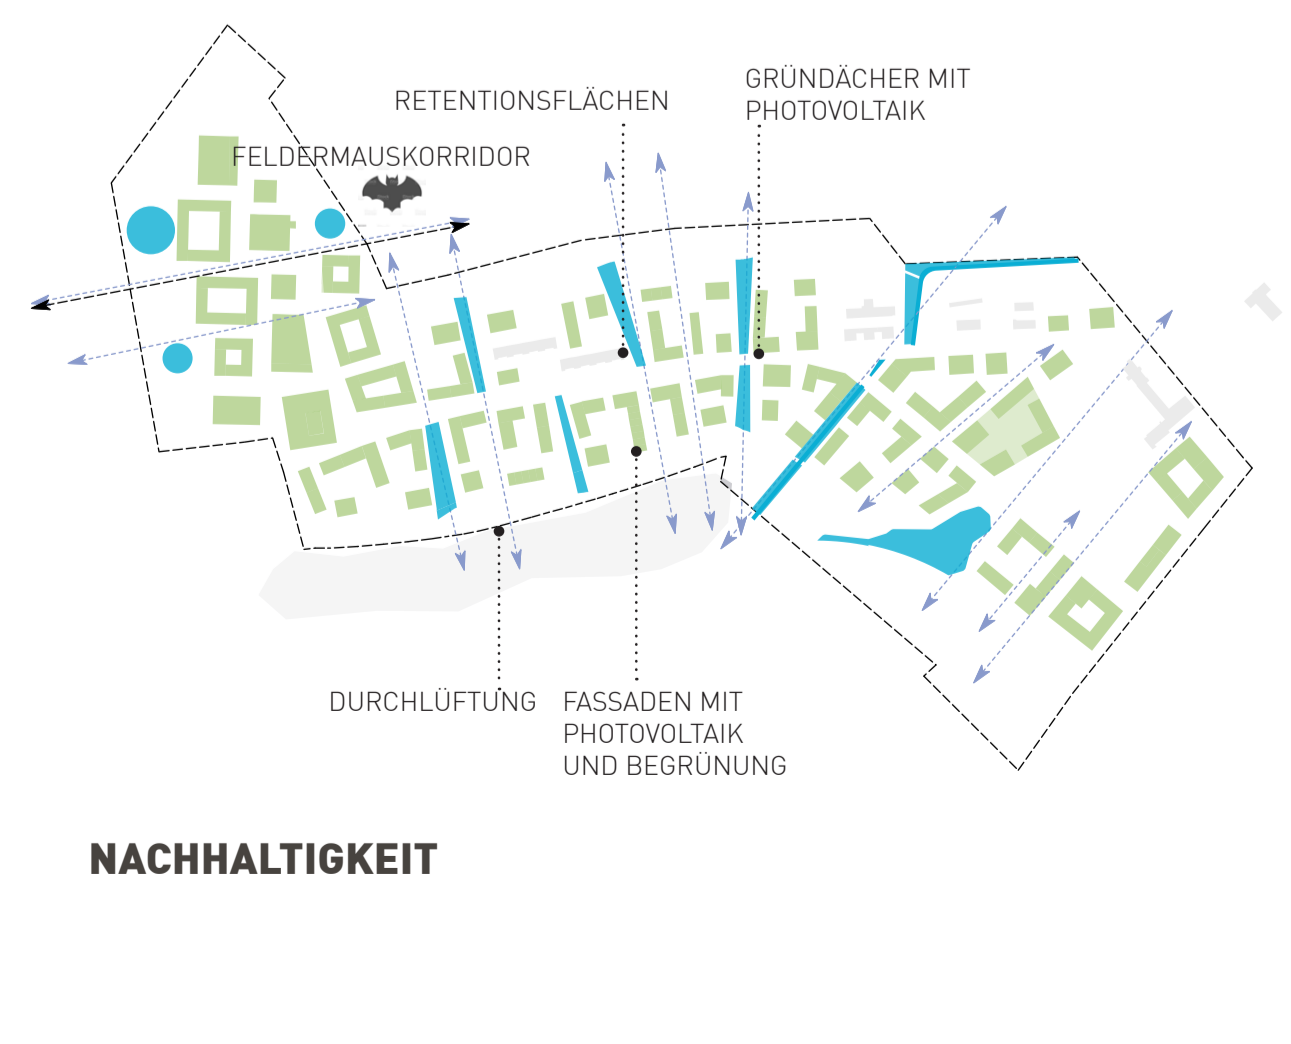 GRÜNDÄCHER MIT
PHOTOVOLTAIK
RETENTIONSFLÄCHEN
FELDERMAUSKORRIDOR
DURCHLÜFTUNG
FASSADEN MIT
PHOTOVOLTAIK
UND BEGRÜNUNG
NACHHALTIGKEIT